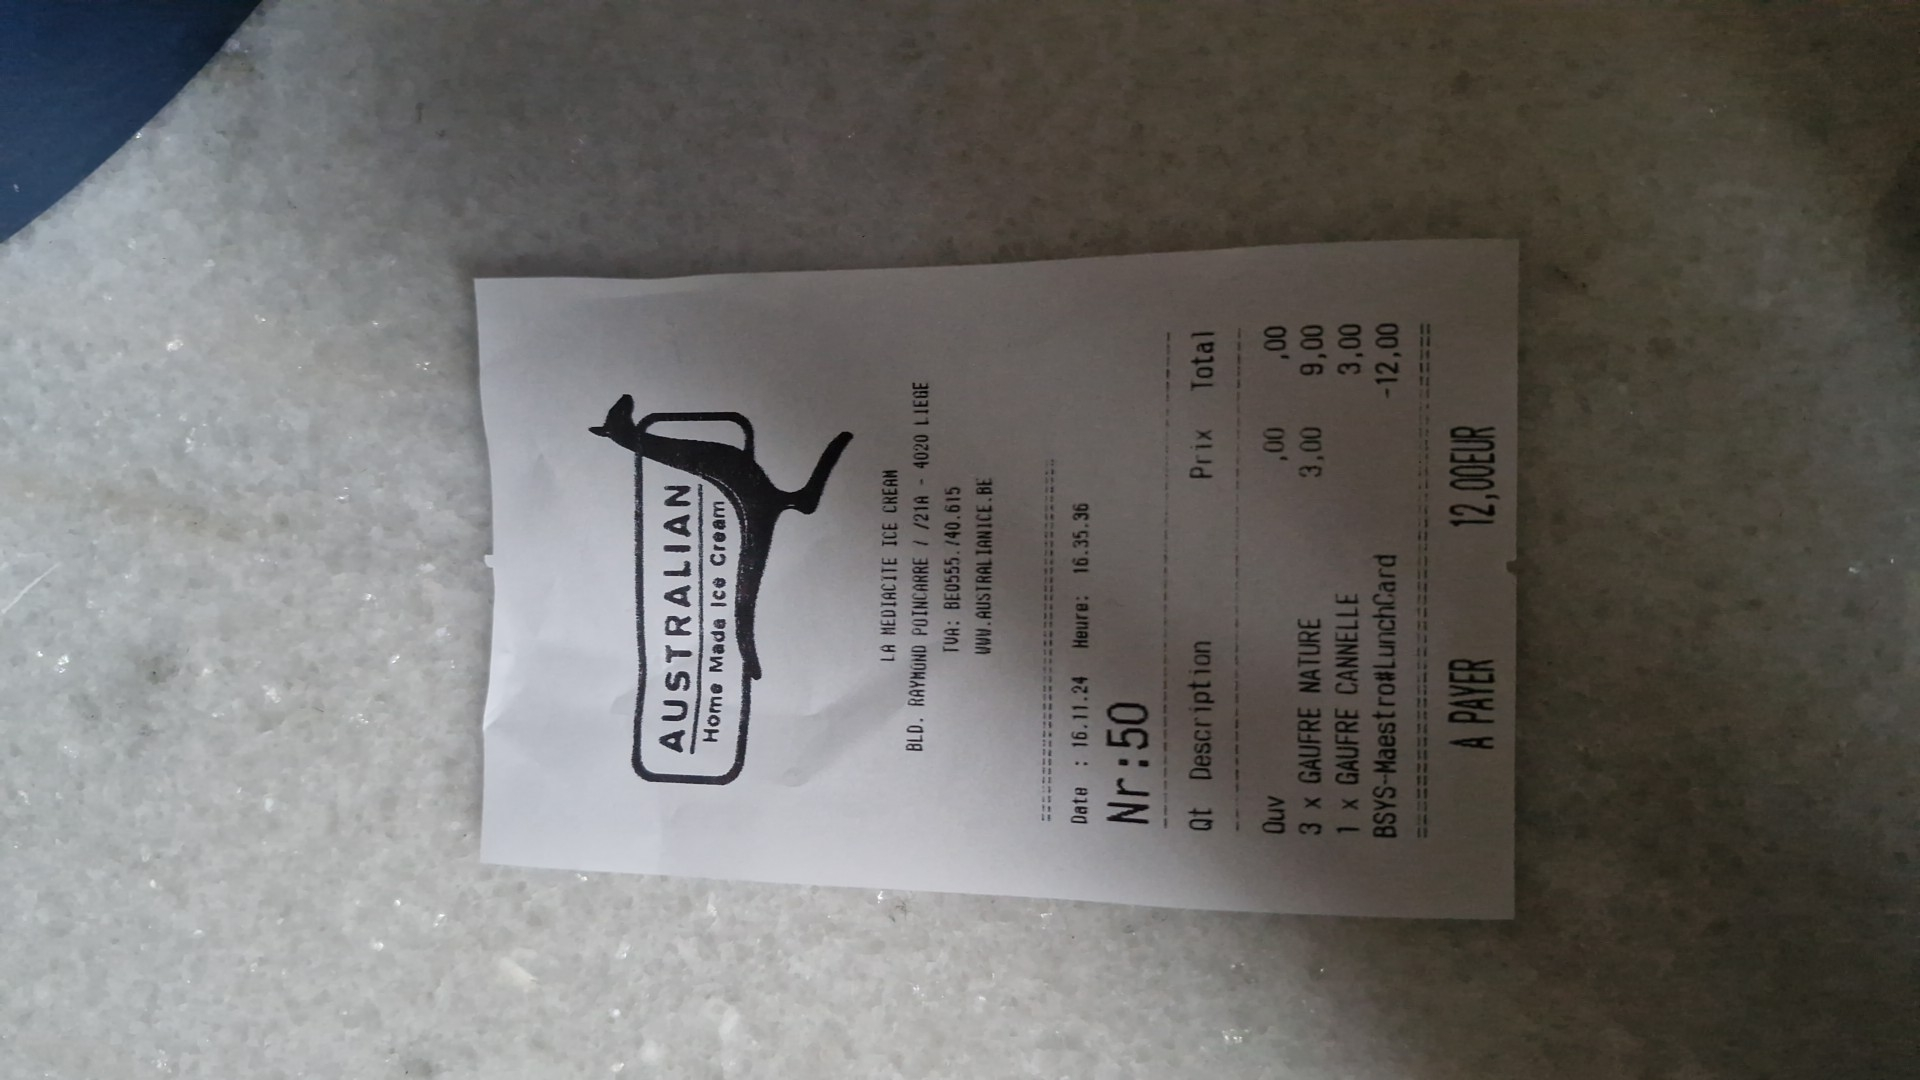 AUSTRALIAN
Home Made Ice Cream
LA MEDIACITE ICE CREAM
BLD. RAYMOND POINCARRE / /21A - 4020 LIEGE
TVA: BE0555.740.615
WWW.AUSTRALIANICE.BE
================================
Date : 16.11.24 Heure: 16.35.36
Nr:50
Qt Description Prix Total
Ouv ,00 ,00
3 x GAUFRE NATURE 3,00 9,00
1 x GAUFRE CANNELLE 3,00
BSYS-Maestro#LunchCard -12,00
================================
A PAYER 12,00EUR